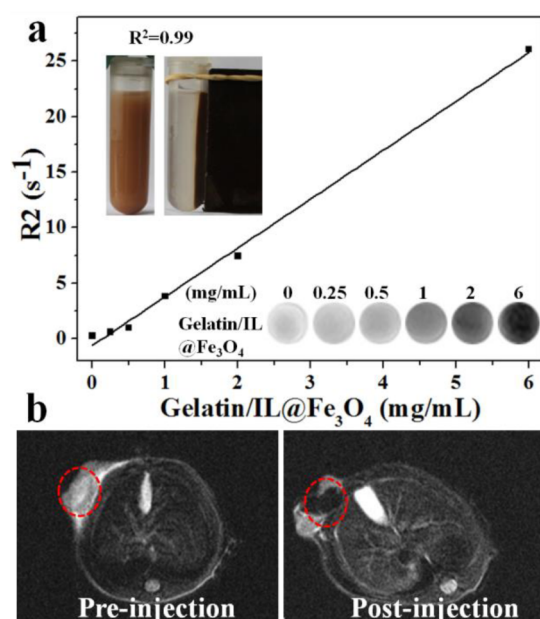 a
R²=0.99
25
20
15
10
5
0
R2 (s⁻¹)
(mg/mL) 0 0.25 0.5 1 2 6
Gelatin/IL
@Fe₃O₄
0 1 2 3 4 5 6
Gelatin/IL@Fe₃O₄ (mg/mL)
b
Pre-injection Post-injection